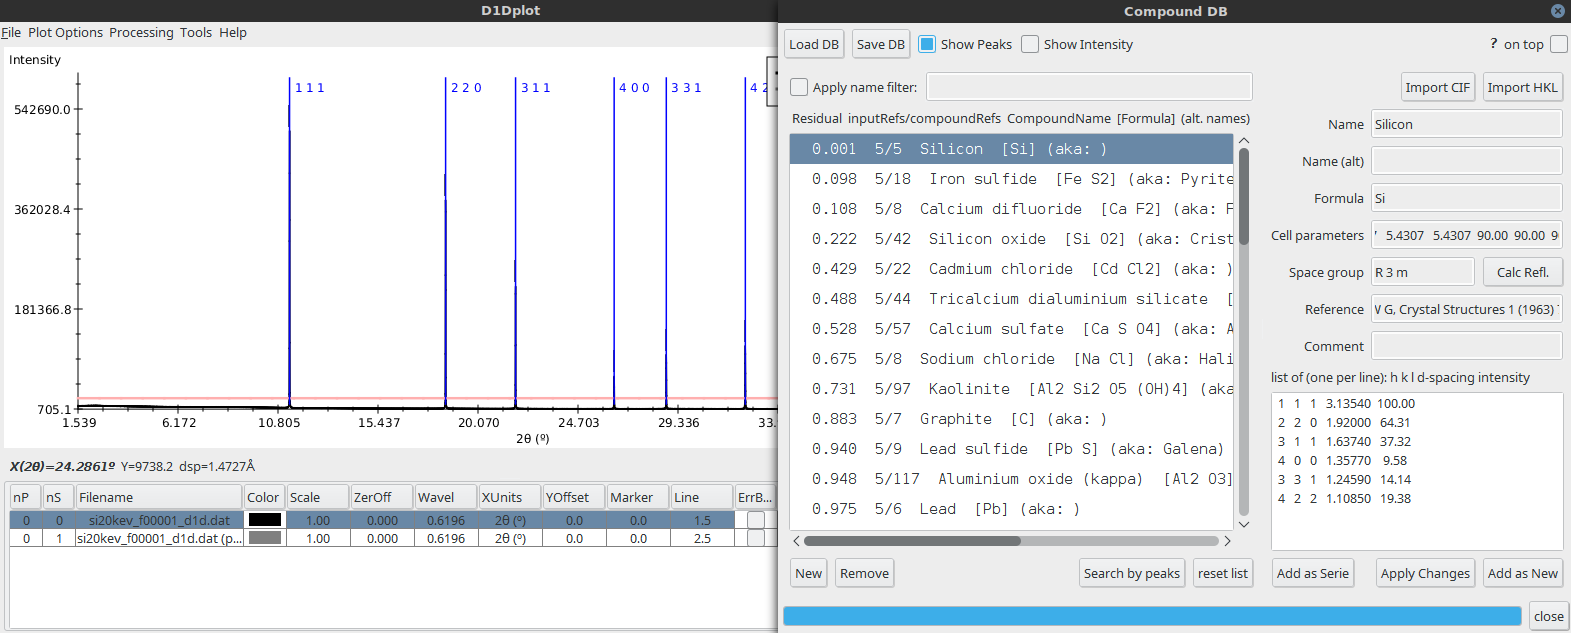 D1Dplot
File Plot Options Processing Tools Help
Intensity
542690.0
362028.4
181366.8
705.1
1 1 1
2 2 0
3 1 1
4 0 0
3 3 1
4 2
1.539 6.172 10.805 15.437 20.070 24.703 29.336 33.
2θ (º)
X(2θ)=24.2861º Y=9738.2 dsp=1.4727Å
nP nS Filename Color Scale ZerOff Wavel XUnits YOffset Marker Line ErrB...
0 0 si20kev_f00001_d1d.dat 1.00 0.000 0.6196 2θ (º) 0.0 0.0 1.5
0 1 si20kev_f00001_d1d.dat (p... 1.00 0.000 0.6196 2θ (º) 0.0 0.0 2.5
Compound DB
Load DB Save DB Show Peaks Show Intensity ? on top
Apply name filter:
Residual inputRefs/compoundRefs CompoundName [Formula] (alt. names)
0.001 5/5 Silicon [Si] (aka: )
0.098 5/18 Iron sulfide [Fe S2] (aka: Pyrite
0.108 5/8 Calcium difluoride [Ca F2] (aka: F
0.222 5/42 Silicon oxide [Si O2] (aka: Crist
0.429 5/22 Cadmium chloride [Cd Cl2] (aka: )
0.488 5/44 Tricalcium dialuminium silicate [
0.528 5/57 Calcium sulfate [Ca S O4] (aka: A
0.675 5/8 Sodium chloride [Na Cl] (aka: Hali
0.731 5/97 Kaolinite [Al2 Si2 O5 (OH)4] (aka
0.883 5/7 Graphite [C] (aka: )
0.940 5/9 Lead sulfide [Pb S] (aka: Galena)
0.948 5/117 Aluminium oxide (kappa) [Al2 O3]
0.975 5/6 Lead [Pb] (aka: )
New Remove Search by peaks reset list
Import CIF Import HKL
Name Silicon
Name (alt)
Formula Si
Cell parameters 5.4307 5.4307 90.00 90.00 9
Space group R 3 m Calc Refl.
Reference W G, Crystal Structures 1 (1963)
Comment
list of (one per line): h k l d-spacing intensity
1 1 1 3.13540 100.00
2 2 0 1.92000 64.31
3 1 1 1.63740 37.32
4 0 0 1.35770 9.58
3 3 1 1.24590 14.14
4 2 2 1.10850 19.38
Add as Serie Apply Changes Add as New
close